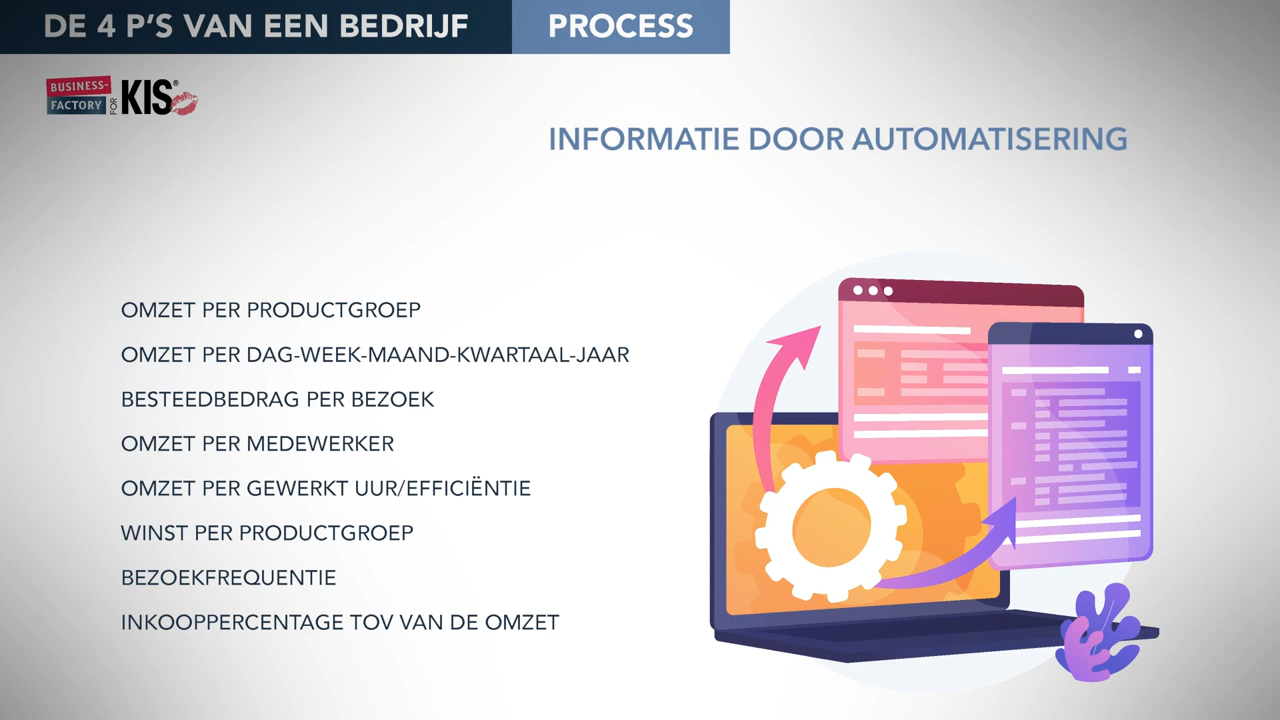 DE 4 P'S VAN EEN BEDRIJF PROCESS
BUSINESS-
FACTORY
FOR
KIS®
INFORMATIE DOOR AUTOMATISERING
OMZET PER PRODUCTGROEP
OMZET PER DAG-WEEK-MAAND-KWARTAAL-JAAR
BESTEEDBEDRAG PER BEZOEK
OMZET PER MEDEWERKER
OMZET PER GEWERKT UUR/EFFICIËNTIE
WINST PER PRODUCTGROEP
BEZOEKFREQUENTIE
INKOOPPERCENTAGE TOV VAN DE OMZET